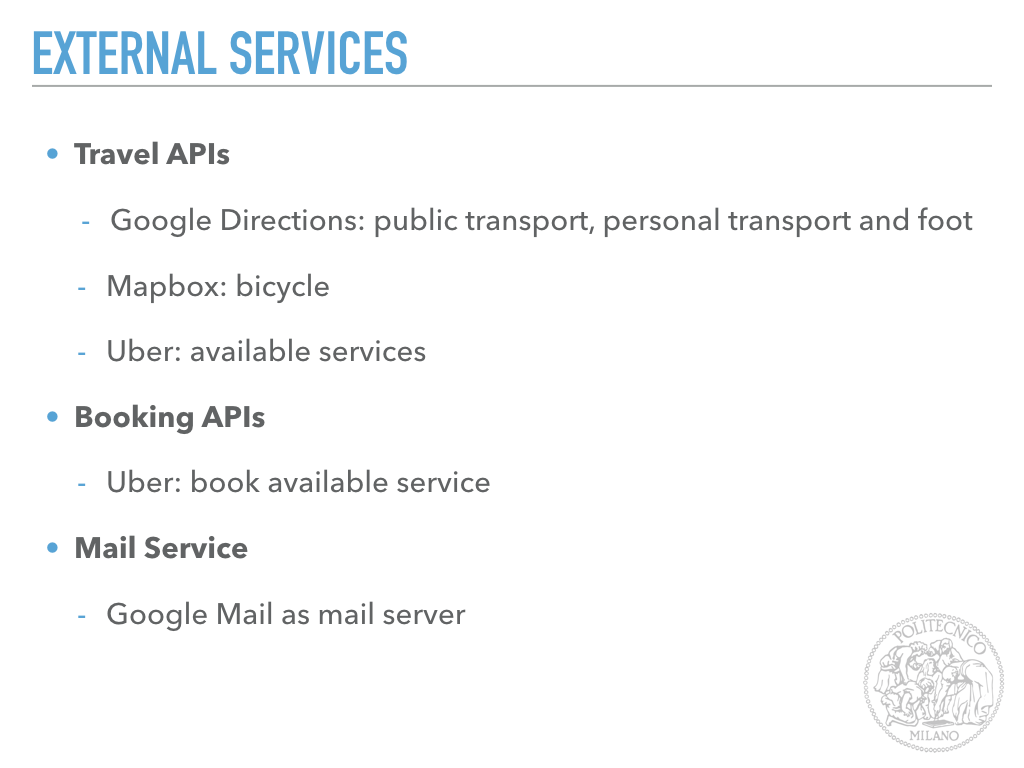 EXTERNAL SERVICES
• Travel APIs
- Google Directions: public transport, personal transport and foot
- Mapbox: bicycle
- Uber: available services
• Booking APIs
- Uber: book available service
• Mail Service
- Google Mail as mail server
POLITECNICO
MILANO